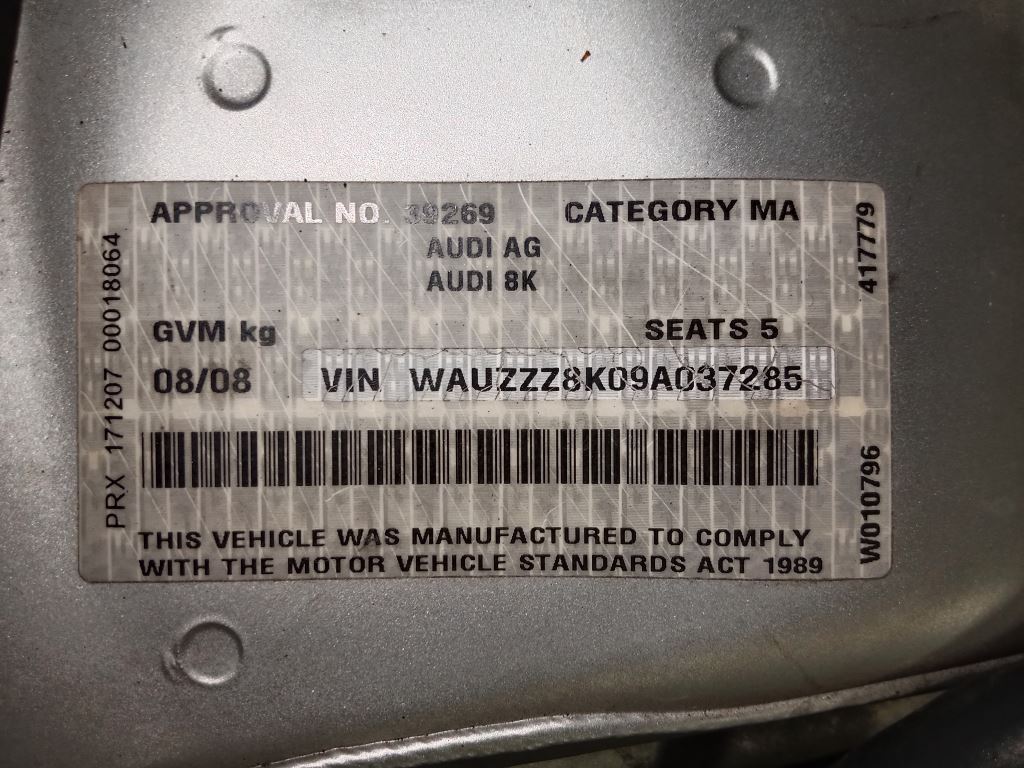 APPROVAL NO. 39269 CATEGORY MA
AUDI AG
AUDI 8K
GVM kg SEATS 5
08/08 VIN WAUZZZ8K09A037285
THIS VEHICLE WAS MANUFACTURED TO COMPLY
WITH THE MOTOR VEHICLE STANDARDS ACT 1989
PRX 171207 00018064
417779
W010796